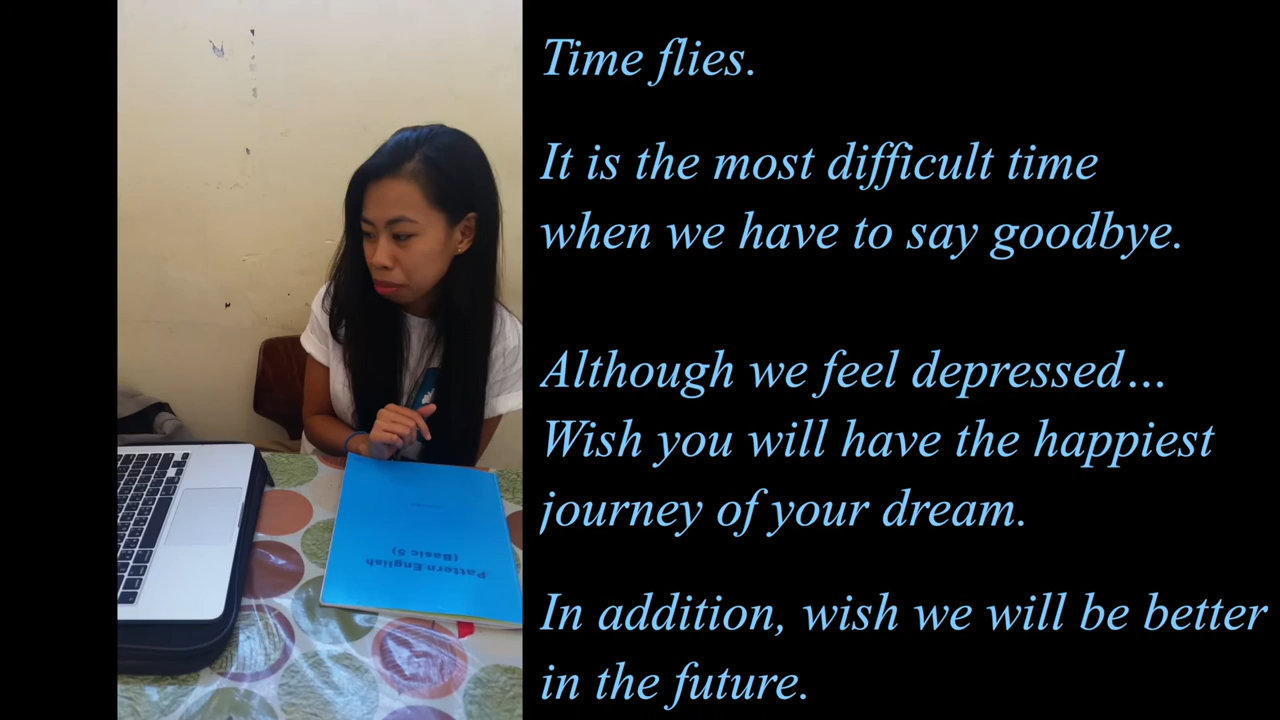 Time flies.
It is the most difficult time
when we have to say goodbye.
Although we feel depressed...
Wish you will have the happiest
journey of your dream.
In addition, wish we will be better
in the future.
Pattern English
(Basic 5)